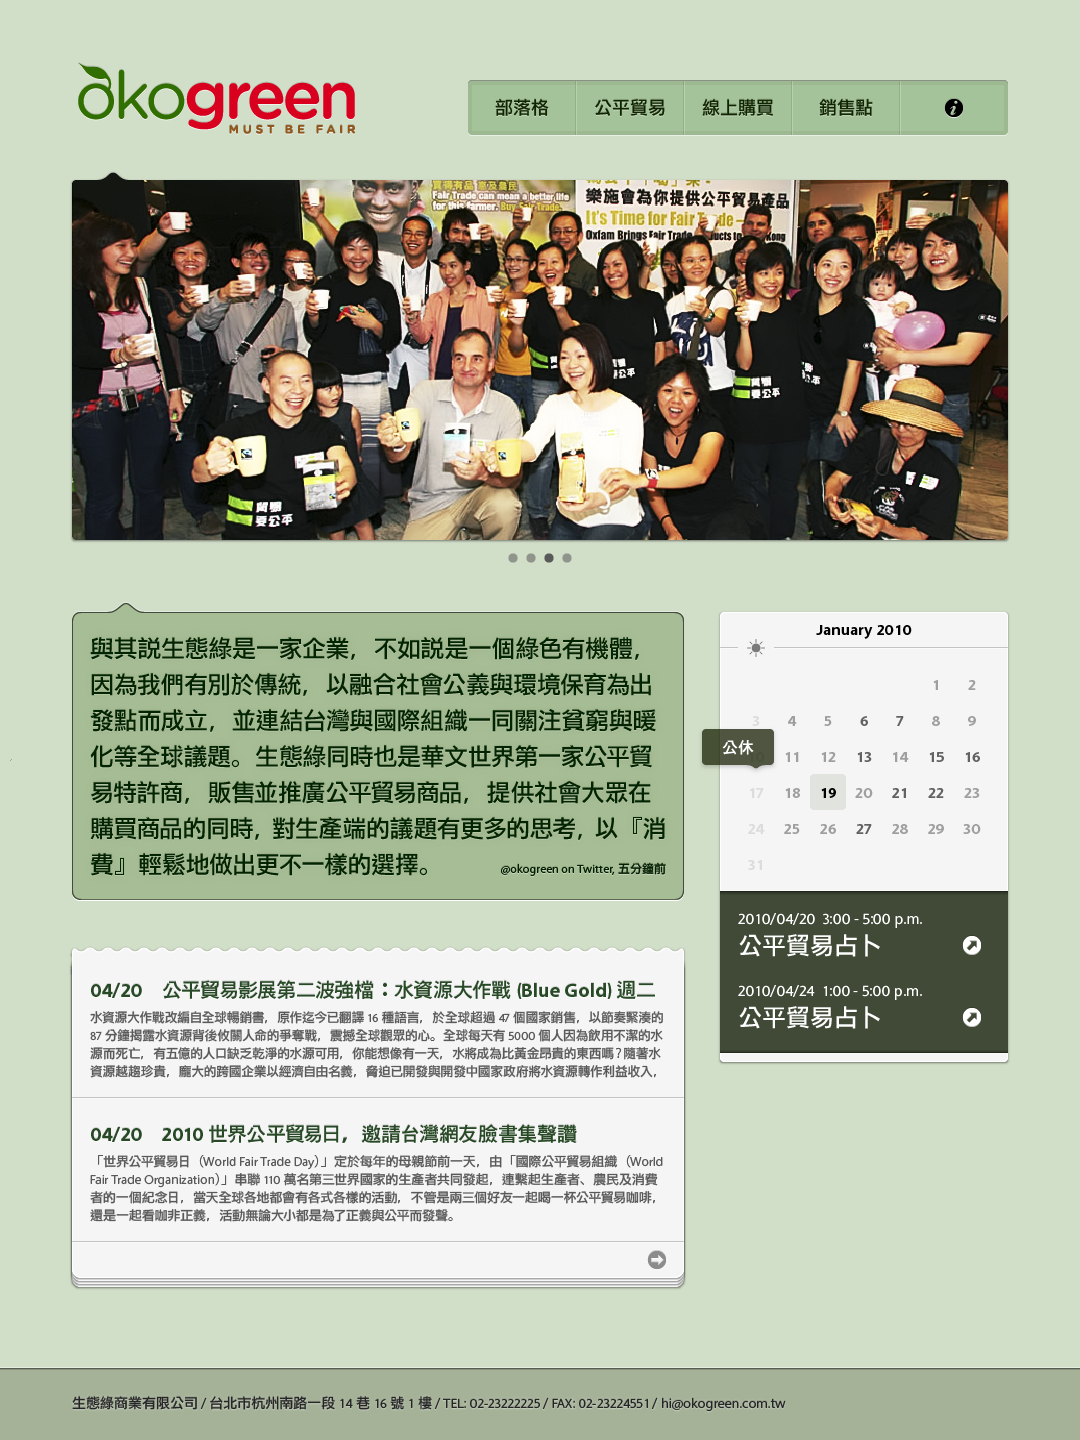 ökogreen
MUST BE FAIR
部落格
公平貿易
線上購買
銷售點
i
Fair Trade can mean a better life
for this farmer. Buy Fair Trade.
樂施會為你提供公平貿易產品
It's Time for Fair Trade
Oxfam Brings Fair Trade
買嘢
要公平
與其説生態綠是一家企業，不如説是一個綠色有機體，
因為我們有別於傳統，以融合社會公義與環境保育為出
發點而成立，並連結台灣與國際組織一同關注貧窮與暖
化等全球議題。生態綠同時也是華文世界第一家公平貿
易特許商，販售並推廣公平貿易商品，提供社會大眾在
購買商品的同時，對生產端的議題有更多的思考，以『消
費』輕鬆地做出更不一樣的選擇。
@okogreen on Twitter, 五分鐘前
January 2010
1 2
3 4 5 6 7 8 9
公休
10 11 12 13 14 15 16
17 18 19 20 21 22 23
24 25 26 27 28 29 30
31
2010/04/20 3:00 - 5:00 p.m.
公平貿易占卜
2010/04/24 1:00 - 5:00 p.m.
公平貿易占卜
04/20 公平貿易影展第二波強檔：水資源大作戰 (Blue Gold) 週二
水資源大作戰改編自全球暢銷書，原作迄今已翻譯 16 種語言，於全球超過 47 個國家銷售，以節奏緊湊的
87 分鐘揭露水資源背後攸關人命的爭奪戰，震撼全球觀眾的心。全球每天有 5000 個人因為飲用不潔的水
源而死亡，有五億的人口缺乏乾淨的水源可用，你能想像有一天，水將成為比黃金昂貴的東西嗎？隨著水
資源越趨珍貴，龐大的跨國企業以經濟自由名義，脅迫已開發與開發中國家政府將水資源轉作利益收入，
04/20 2010 世界公平貿易日，邀請台灣網友臉書集聲讚
「世界公平貿易日（World Fair Trade Day）」定於每年的母親節前一天，由「國際公平貿易組織（World
Fair Trade Organization）」串聯 110 萬名第三世界國家的生產者共同發起，連繫起生產者、農民及消費
者的一個紀念日，當天全球各地都會有各式各樣的活動，不管是兩三個好友一起喝一杯公平貿易咖啡，
還是一起看咖非正義，活動無論大小都是為了正義與公平而發聲。
生態綠商業有限公司 / 台北市杭州南路一段 14 巷 16 號 1 樓 / TEL: 02-23222225 / FAX: 02-23224551 / hi@okogreen.com.tw